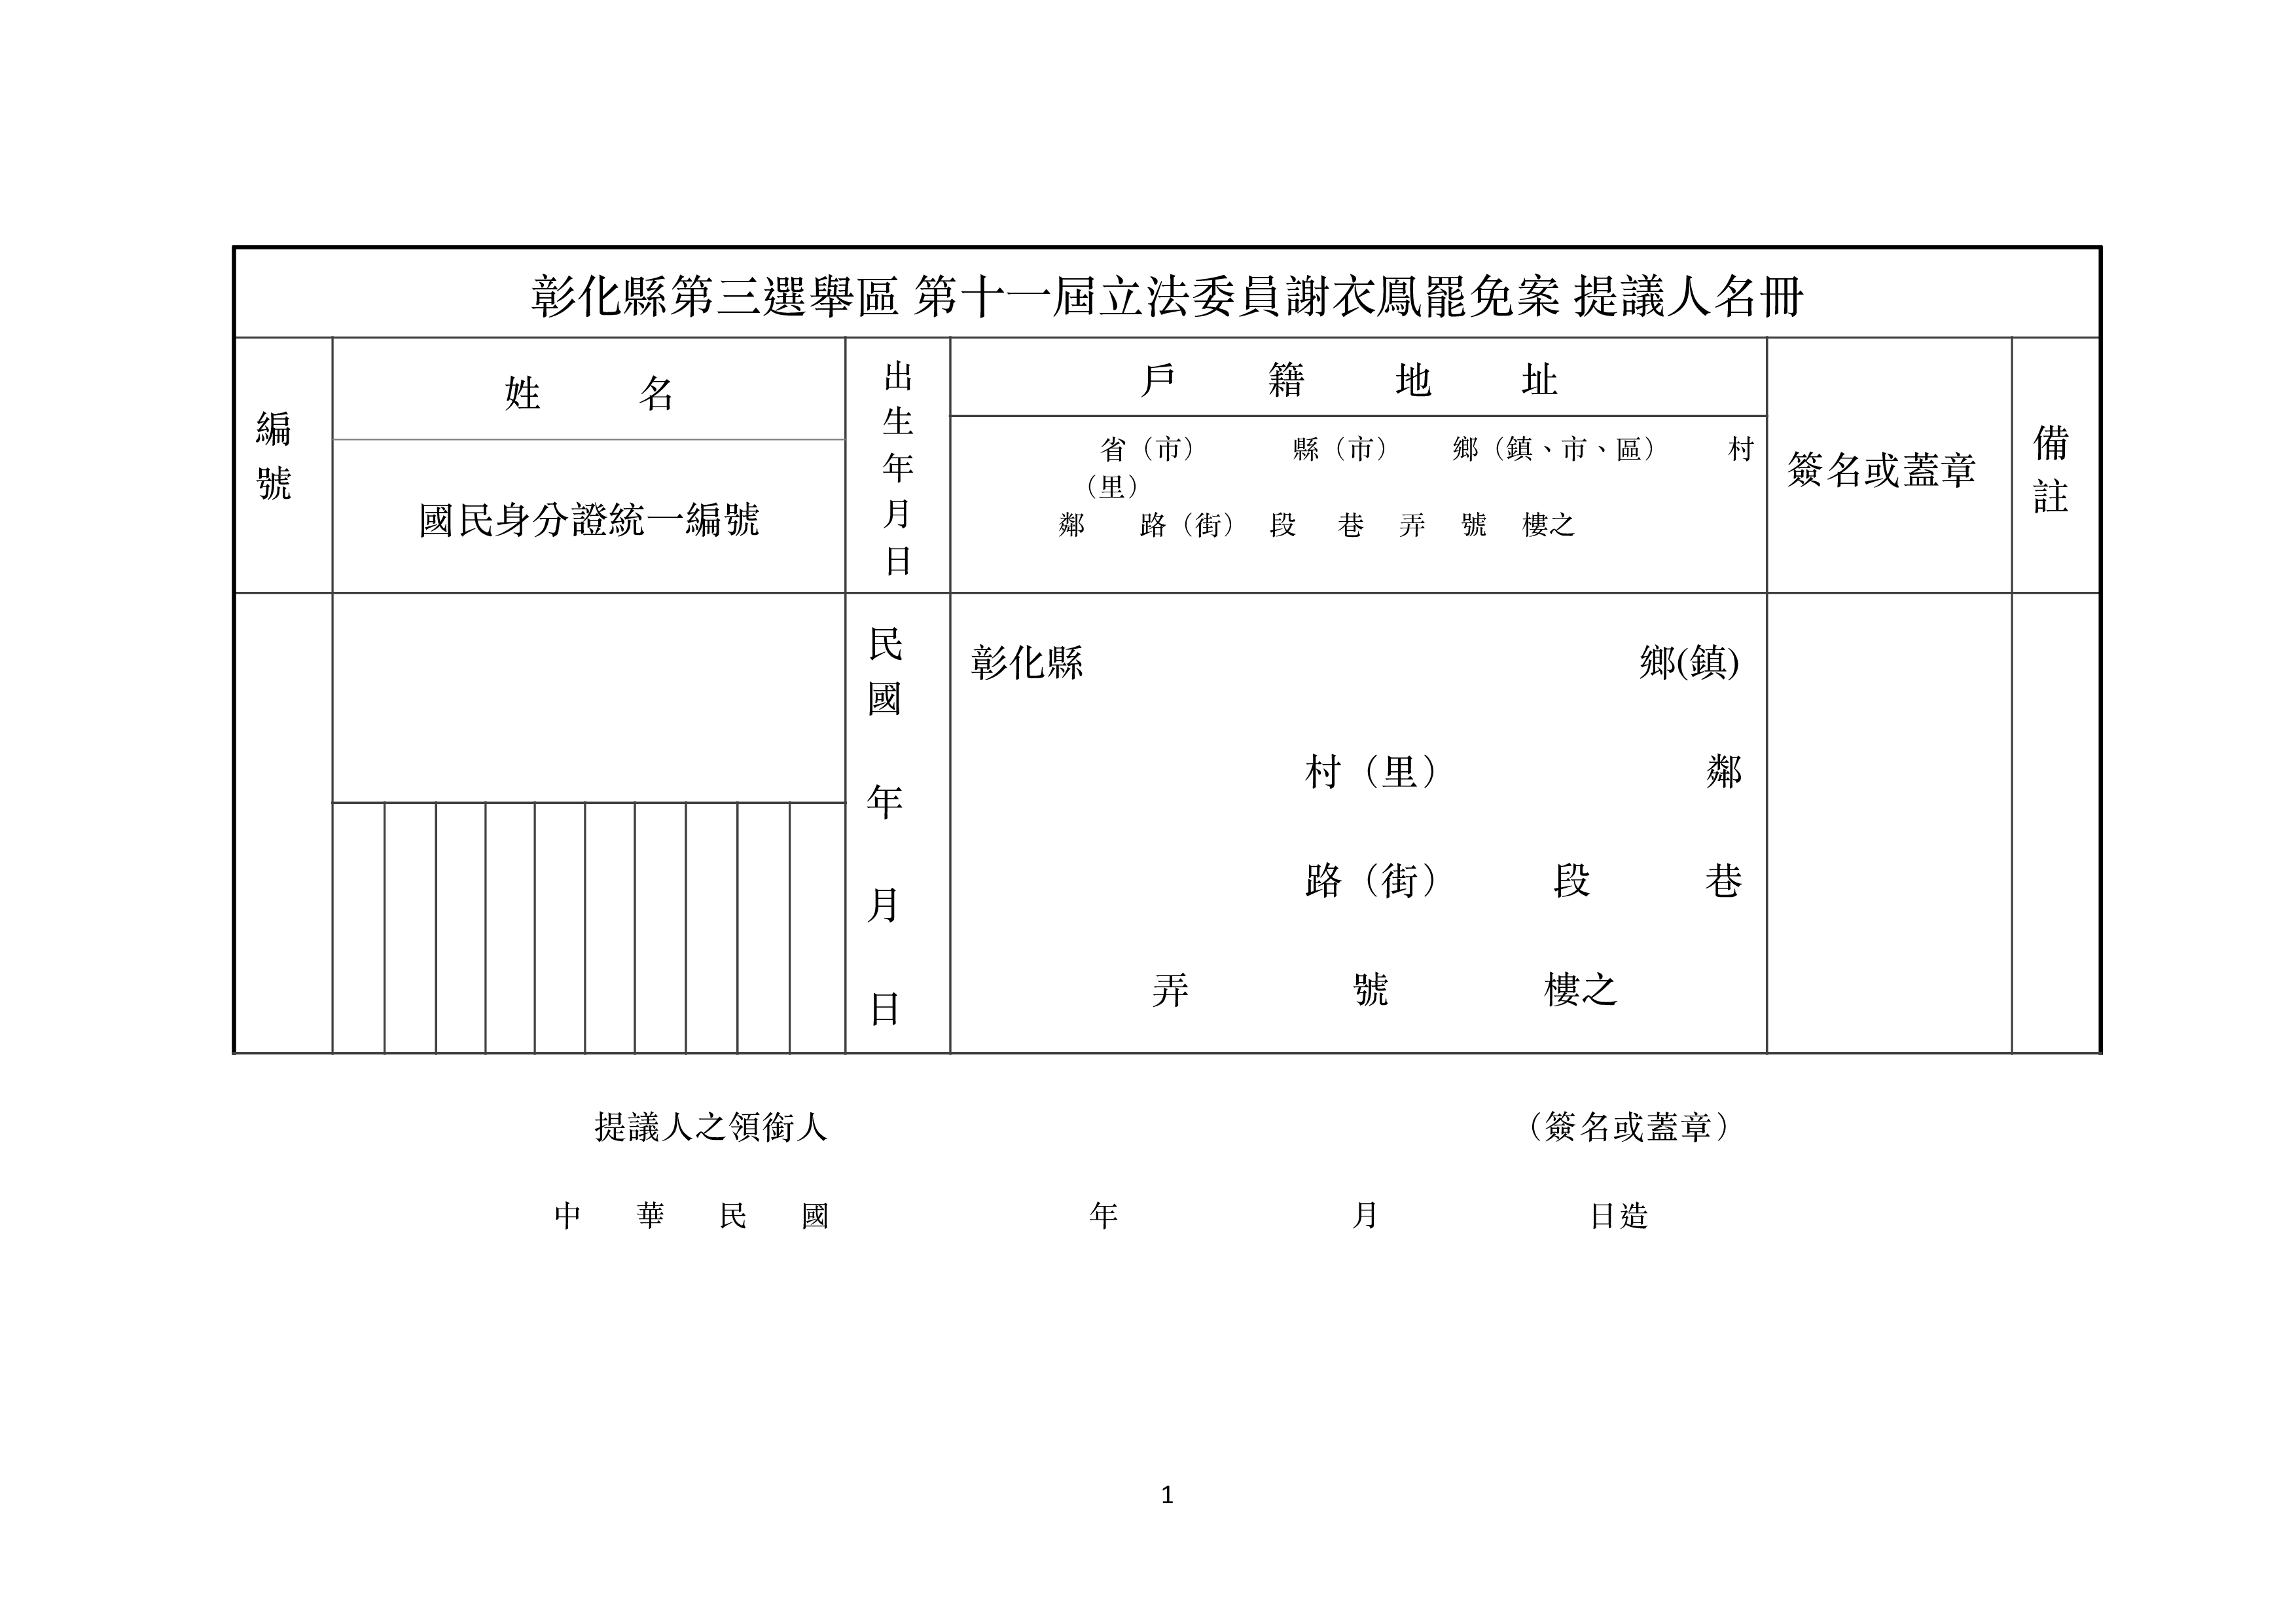 彰化縣第三選舉區 第十一屆立法委員謝衣鳳罷免案 提議人名冊
編號
姓 名
國民身分證統一編號
出生年月日
戶 籍 地 址
省（市） 縣（市） 鄉（鎮、市、區） 村
（里）
鄰 路（街） 段 巷 弄 號 樓之
簽名或蓋章
備註
民國 年 月 日
彰化縣 鄉(鎮)
村（里） 鄰
路（街） 段 巷
弄 號 樓之
提議人之領銜人 （簽名或蓋章）
中 華 民 國 年 月 日造
1